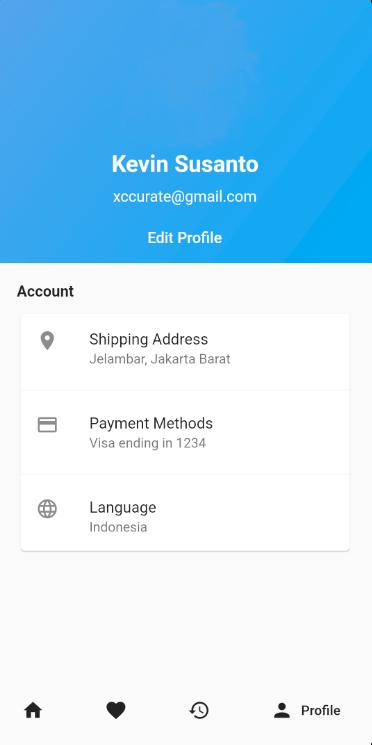 Kevin Susanto
xccurate@gmail.com
Edit Profile
Account
Shipping Address
Jelambar, Jakarta Barat
Payment Methods
Visa ending in 1234
Language
Indonesia
Profile